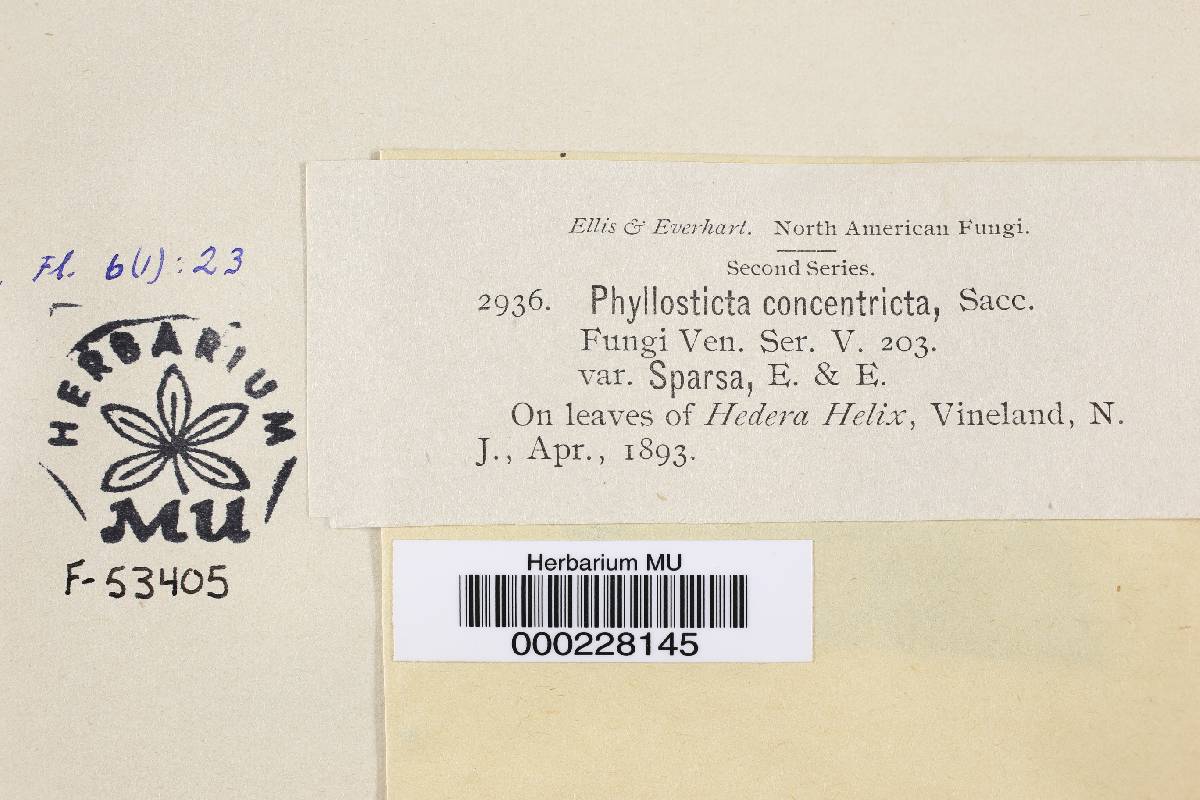 Ellis & Everhart. North American Fungi.
Second Series.
2936. Phyllosticta concentricta, Sacc.
Fungi Ven. Ser. V. 203.
var. Sparsa, E. & E.
On leaves of Hedera Helix, Vineland, N.
J., Apr., 1893.
Fl. 6(1):23
HERBARIUM
MU
F-53405
Herbarium MU
000228145